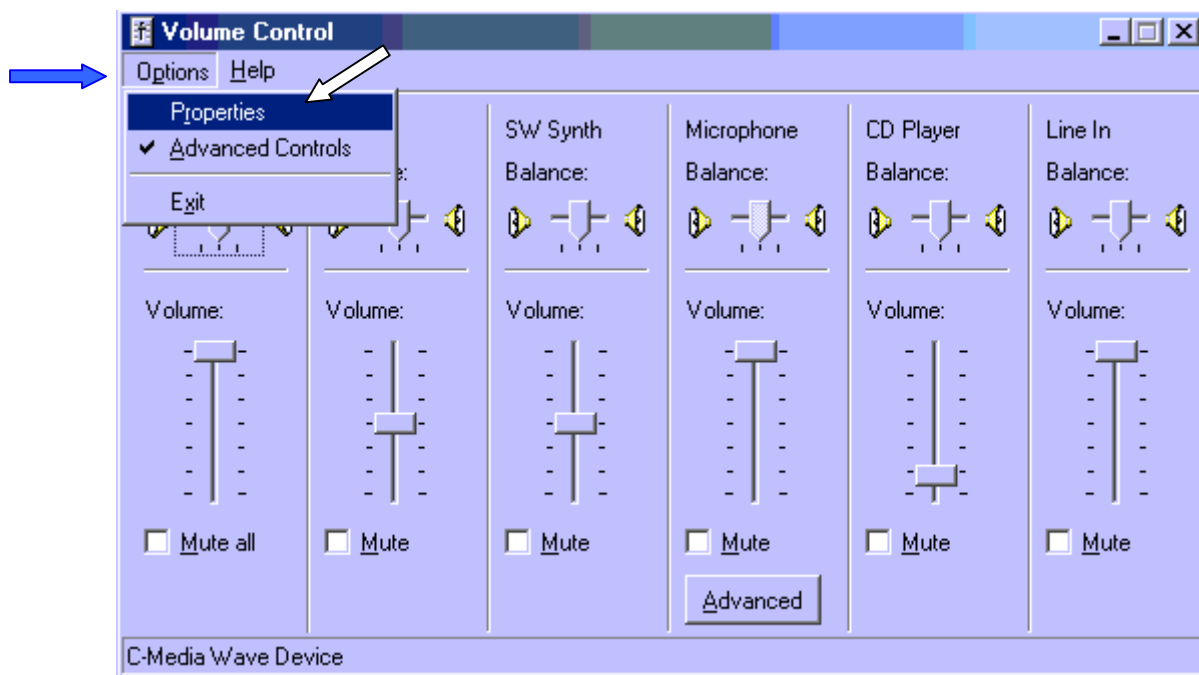 Volume Control
Options Help
Properties
Advanced Controls
Exit
SW Synth Microphone CD Player Line In
Balance: Balance: Balance: Balance:
Volume: Volume: Volume: Volume: Volume: Volume:
Mute all Mute Mute Mute Mute Mute
Advanced
C-Media Wave Device